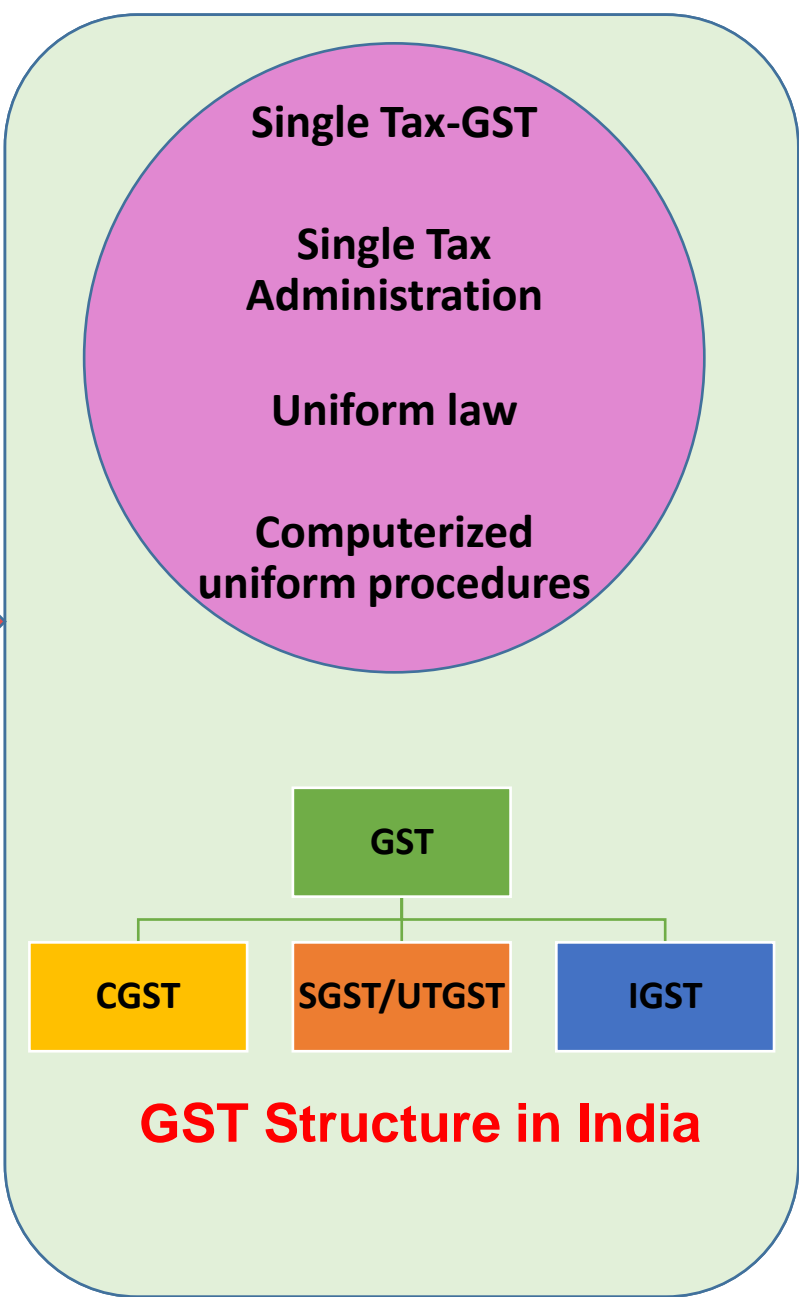 Single Tax-GST
Single Tax
Administration
Uniform law
Computerized
uniform procedures
GST
CGST
SGST/UTGST
IGST
GST Structure in India